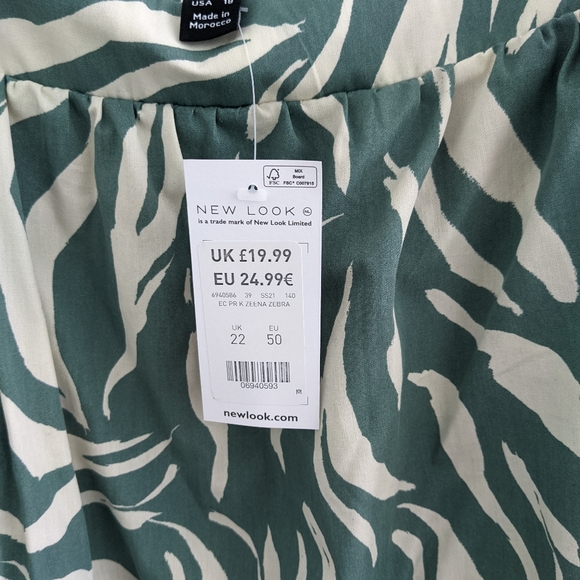 USA 18
Made in
Morocco
FSC
MIX
Board
FSC® C007915
NEW LOOK NL
is a trade mark of New Look Limited
UK £19.99
EU 24.99€
6940586 39 SS21 140
EC PR K ZEENA ZEBRA
UK EU
22 50
06940593
newlook.com